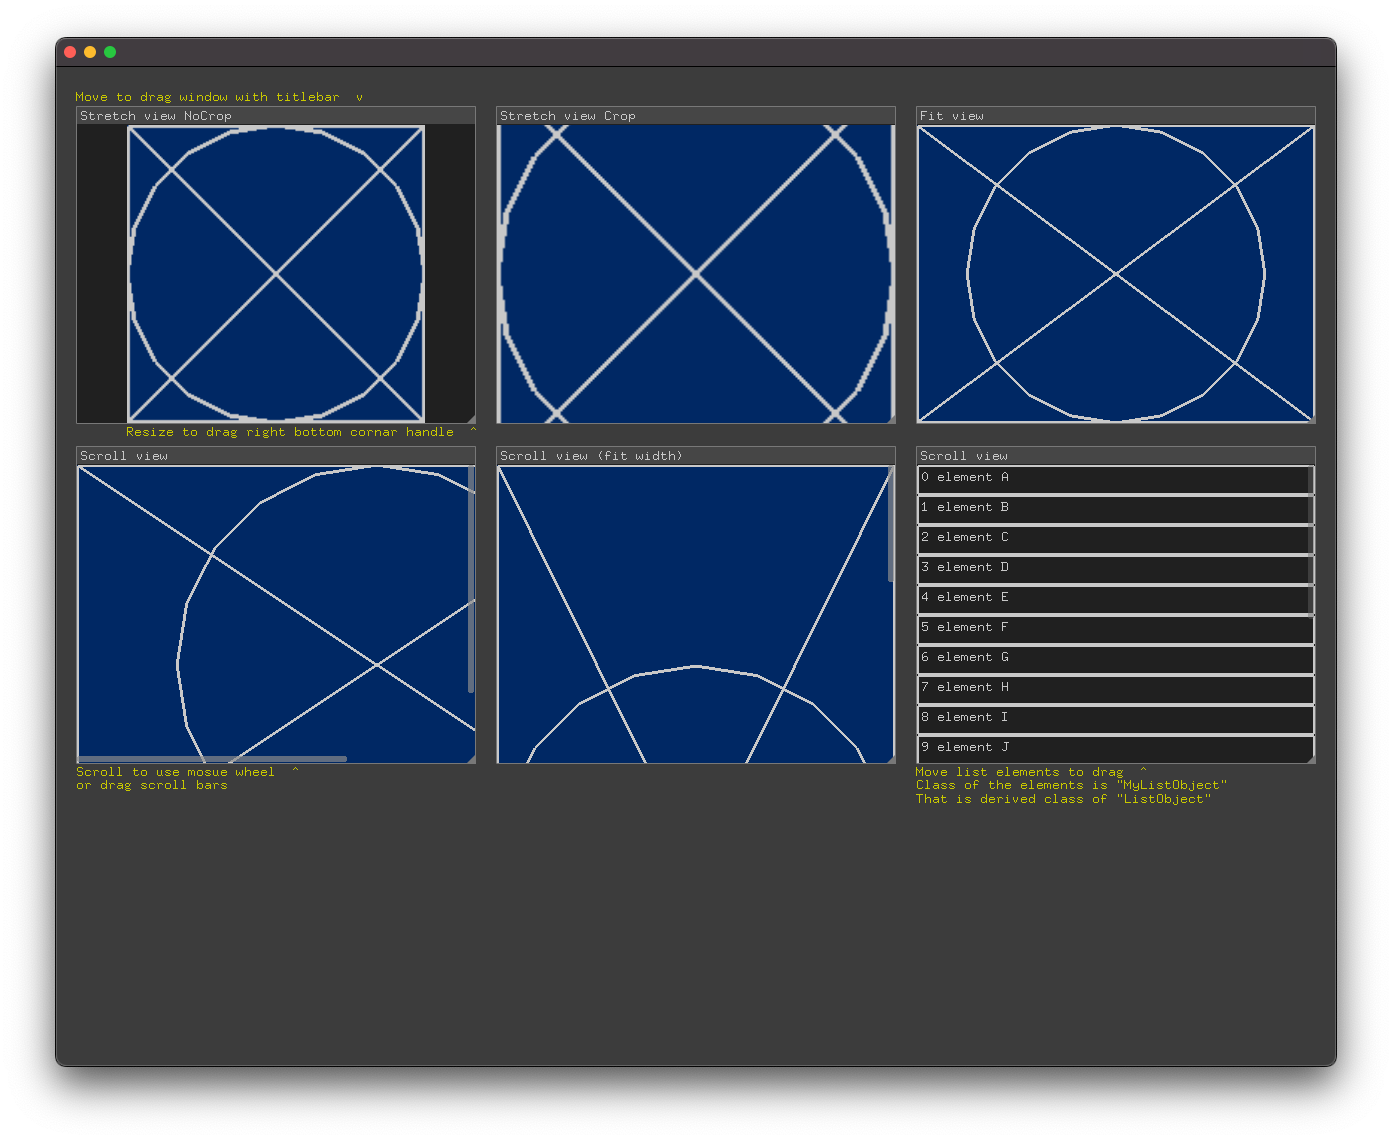 Move to drag window with titlebar  v
Stretch view NoCrop
Stretch view Crop
Fit view
Resize to drag right bottom cornar handle  ^
Scroll view
Scroll view (fit width)
Scroll view
0 element A
1 element B
2 element C
3 element D
4 element E
5 element F
6 element G
7 element H
8 element I
9 element J
Scroll to use mosue wheel  ^
or drag scroll bars
Move list elements to drag  ^
Class of the elements is "MyListObject"
That is derived class of "ListObject"